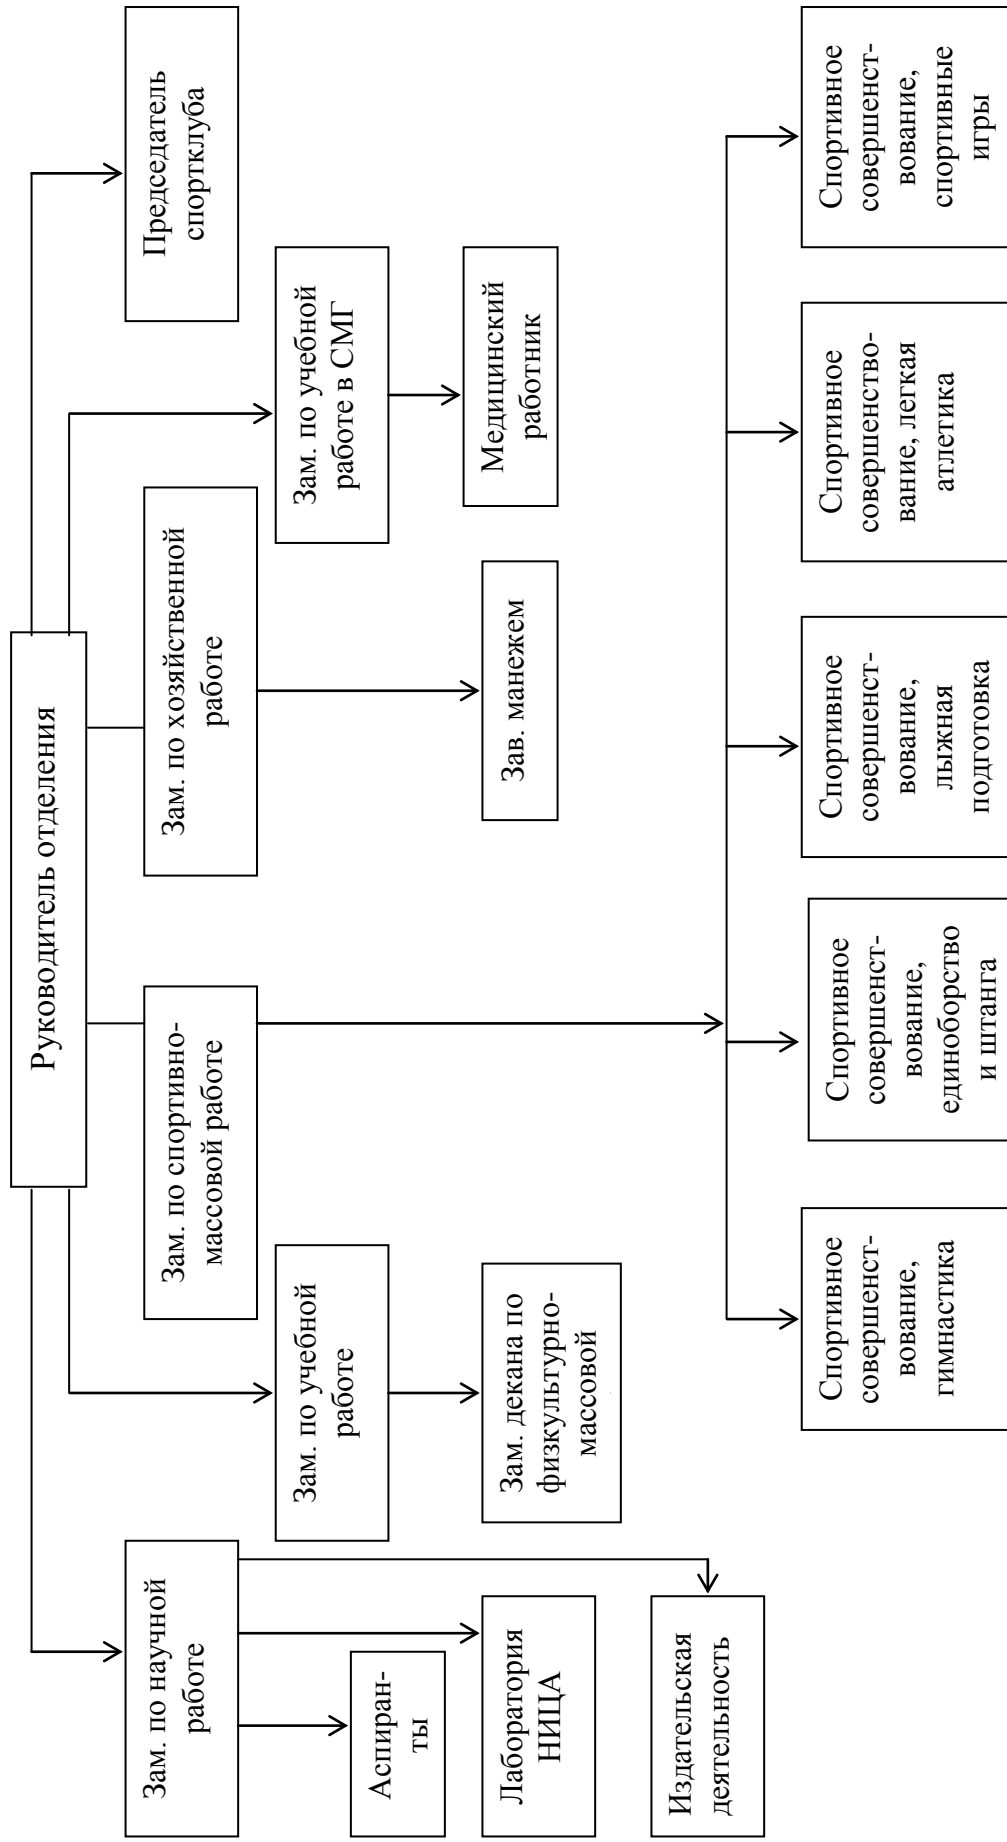 Руководитель отделения
Зам. по научной
работе
Зам. по учебной
работе
Зам. по спортивно-
массовой работе
Зам. по хозяйственной
работе
Зам. по учебной
работе в СМГ
Председатель
спортклуба
Аспиран-
ты
Лаборатория
НИЦА
Издательская
деятельность
Зам. декана по
физкультурно-
массовой
Зав. манежем
Медицинский
работник
Спортивное
совершенст-
вование,
гимнастика
Спортивное
совершенст-
вование,
единоборство
и штанга
Спортивное
совершенст-
вование,
лыжная
подготовка
Спортивное
совершенство-
вание, легкая
атлетика
Спортивное
совершенст-
вование,
спортивные
игры